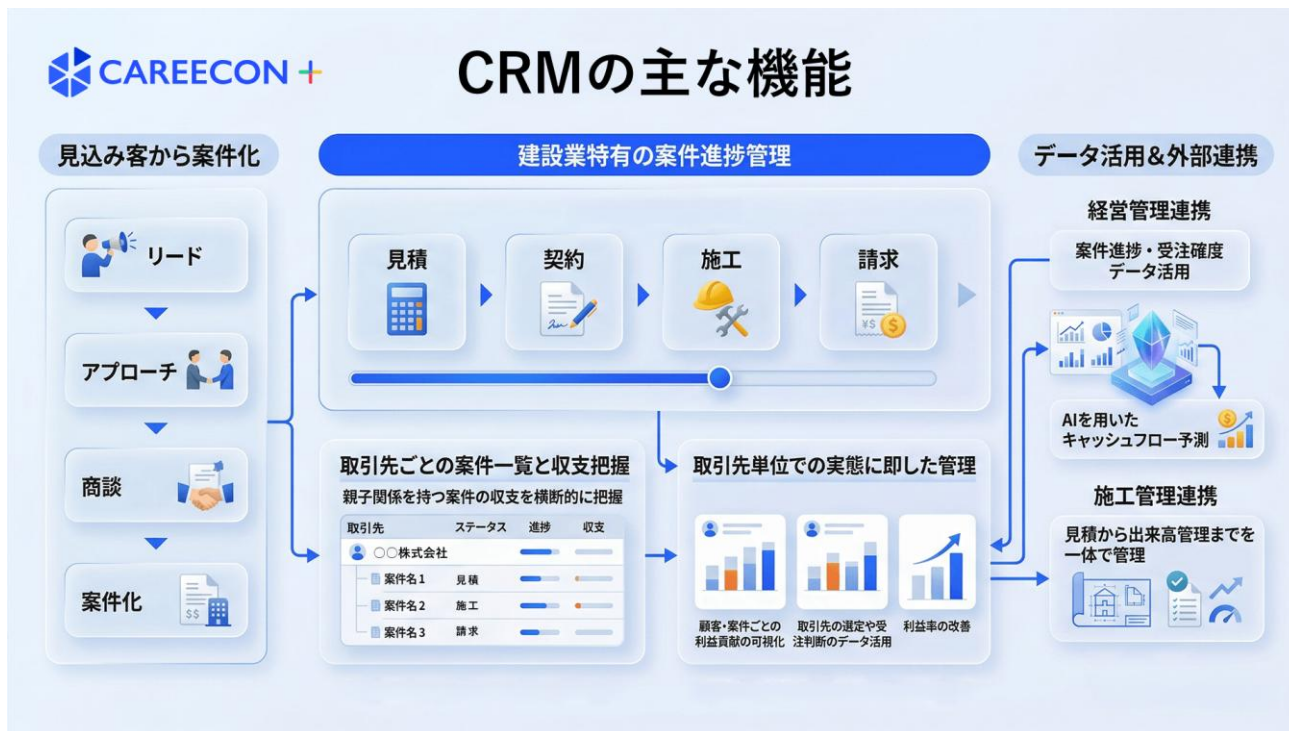 CAREECON +
CRMの主な機能
見込み客から案件化
リード
アプローチ
商談
案件化
$$
建設業特有の案件進捗管理
見積
契約
施工
請求
¥$
$
取引先ごとの案件一覧と収支把握
親子関係を持つ案件の収支を横断的に把握
取引先 ステータス 進捗 収支
〇〇株式会社
案件名1 見積
案件名2 施工
案件名3 請求
取引先単位での実態に即した管理
顧客・案件ごとの
利益貢献の可視化
取引先の選定や受
注判断のデータ活用
利益率の改善
データ活用&外部連携
経営管理連携
案件進捗・受注確度
データ活用
AIを用いた
キャッシュフロー予測
$
施工管理連携
見積から出来高管理までを
一体で管理